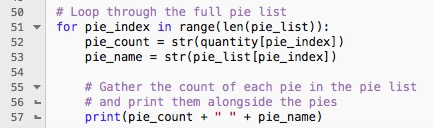 50 # Loop through the full pie list
51 for pie_index in range(len(pie_list)):
52     pie_count = str(quantity[pie_index])
53     pie_name = str(pie_list[pie_index])
54
55     # Gather the count of each pie in the pie list
56     # and print them alongside the pies
57     print(pie_count + " " + pie_name)